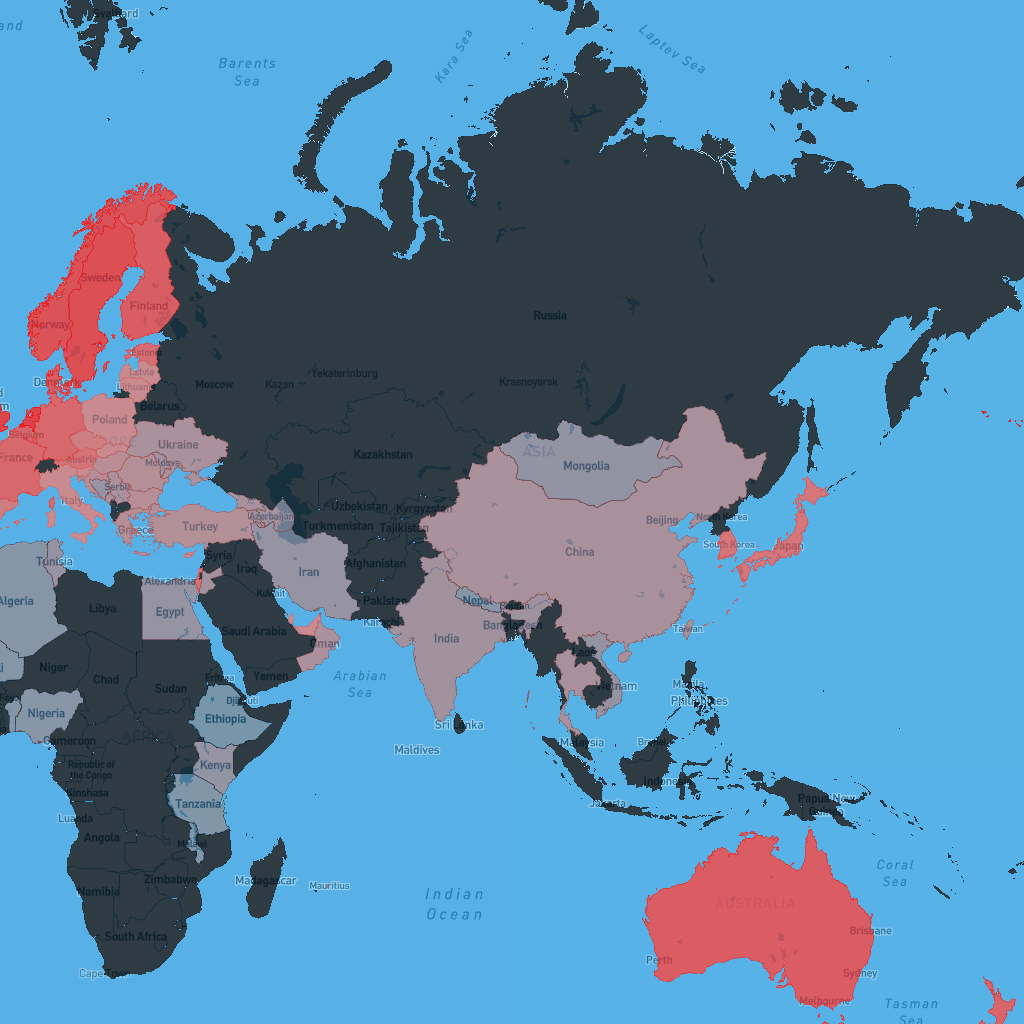 Svalbard
Barents
Sea
Kara Sea
Laptev Sea
Sweden
Finland
Norway
Russia
Estonia
Latvia
Denmark
Moscow
Kazan
Yekaterinburg
Krasnoyarsk
Belarus
Poland
Belgium
Ukraine
ASIA
France
Austria
Moldova
Kazakhstan
Mongolia
Serbia
Italy
Uzbekistan
Kyrgyzstan
Azerbaijan
Turkmenistan
Tajikistan
Beijing
North Korea
Greece
Turkey
South Korea
Japan
China
Tunisia
Syria
Iraq
Iran
Afghanistan
Alexandria
Kuwait
Pakistan
Nepal
Bhutan
Algeria
Libya
Egypt
Karachi
Bangladesh
Taiwan
Saudi Arabia
Oman
India
Laos
Niger
Chad
Sudan
Eritrea
Yemen
Arabian
Sea
Vietnam
Manila
Philippines
Nigeria
Djibouti
Ethiopia
Sri Lanka
Cameroon
AFRICA
Maldives
Malaysia
Brunei
Republic of
the Congo
Kenya
Indonesia
Kinshasa
Tanzania
Jakarta
Papua New
Guinea
Luanda
Angola
Malawi
Coral
Sea
Zimbabwe
Madagascar
Mauritius
Namibia
Indian
Ocean
AUSTRALIA
South Africa
Brisbane
Perth
Cape Town
Sydney
Melbourne
Tasman
Sea